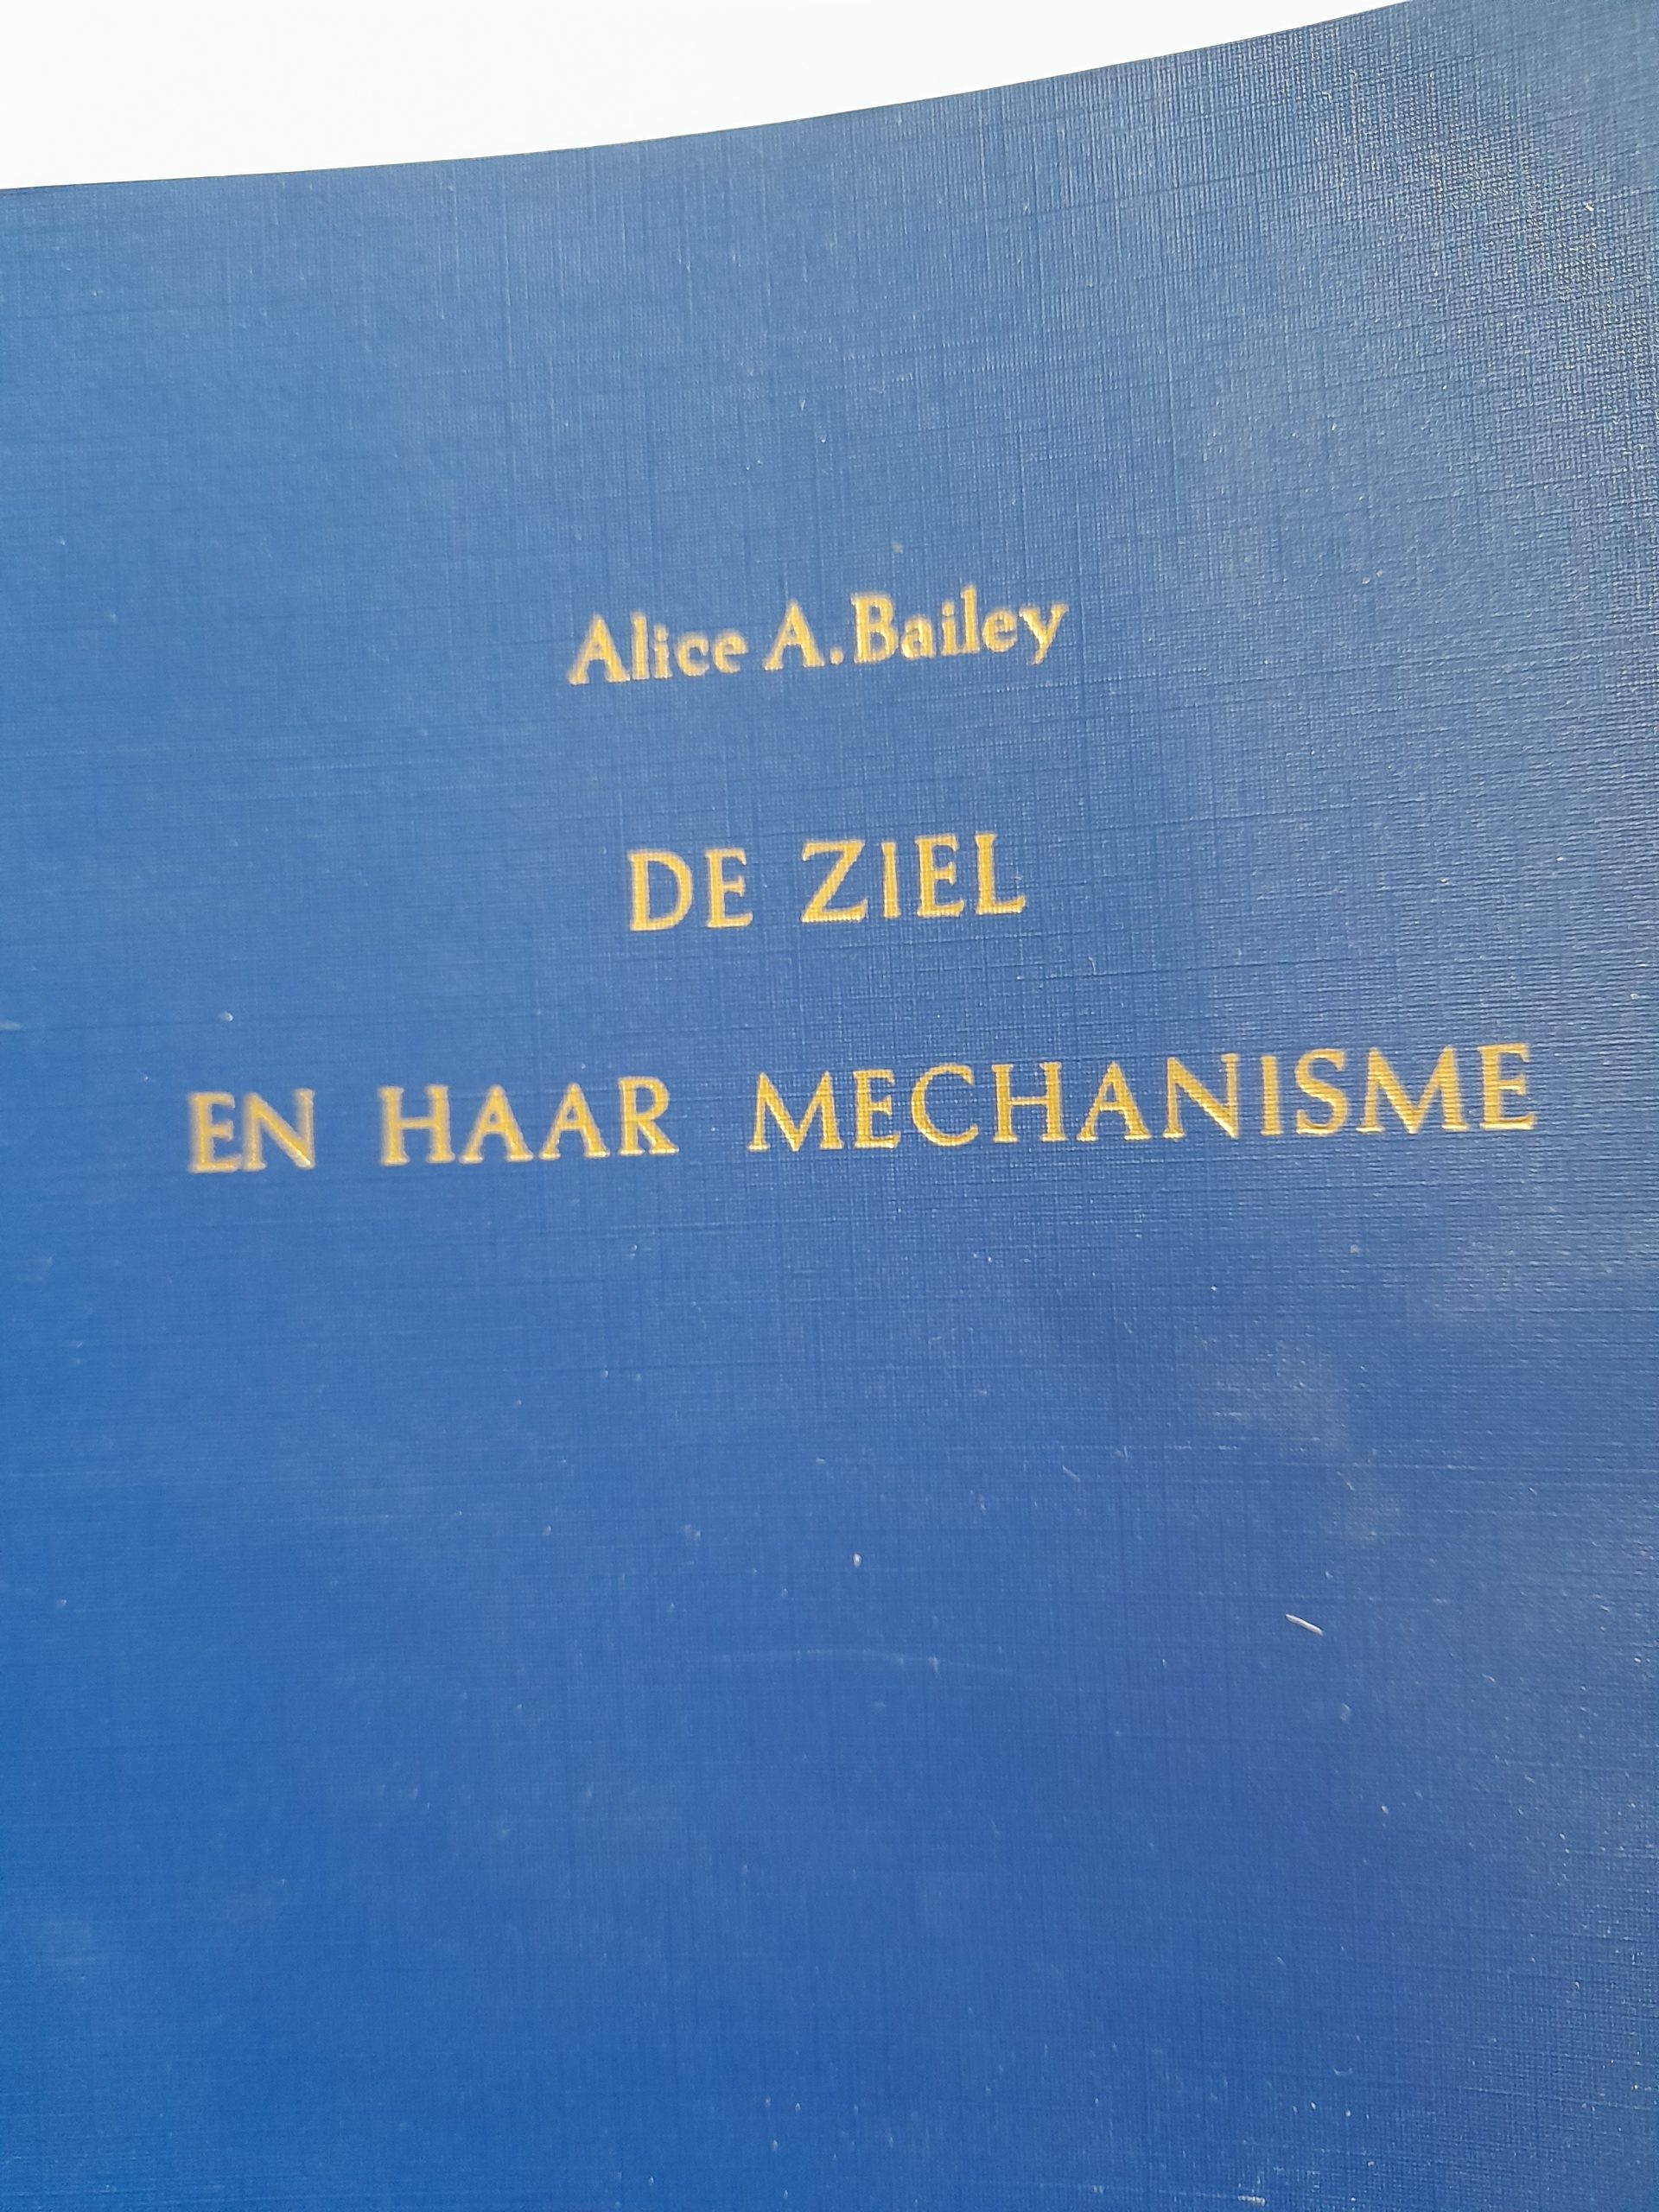 Alice A. Bailey
DE ZIEL
EN HAAR MECHANISME